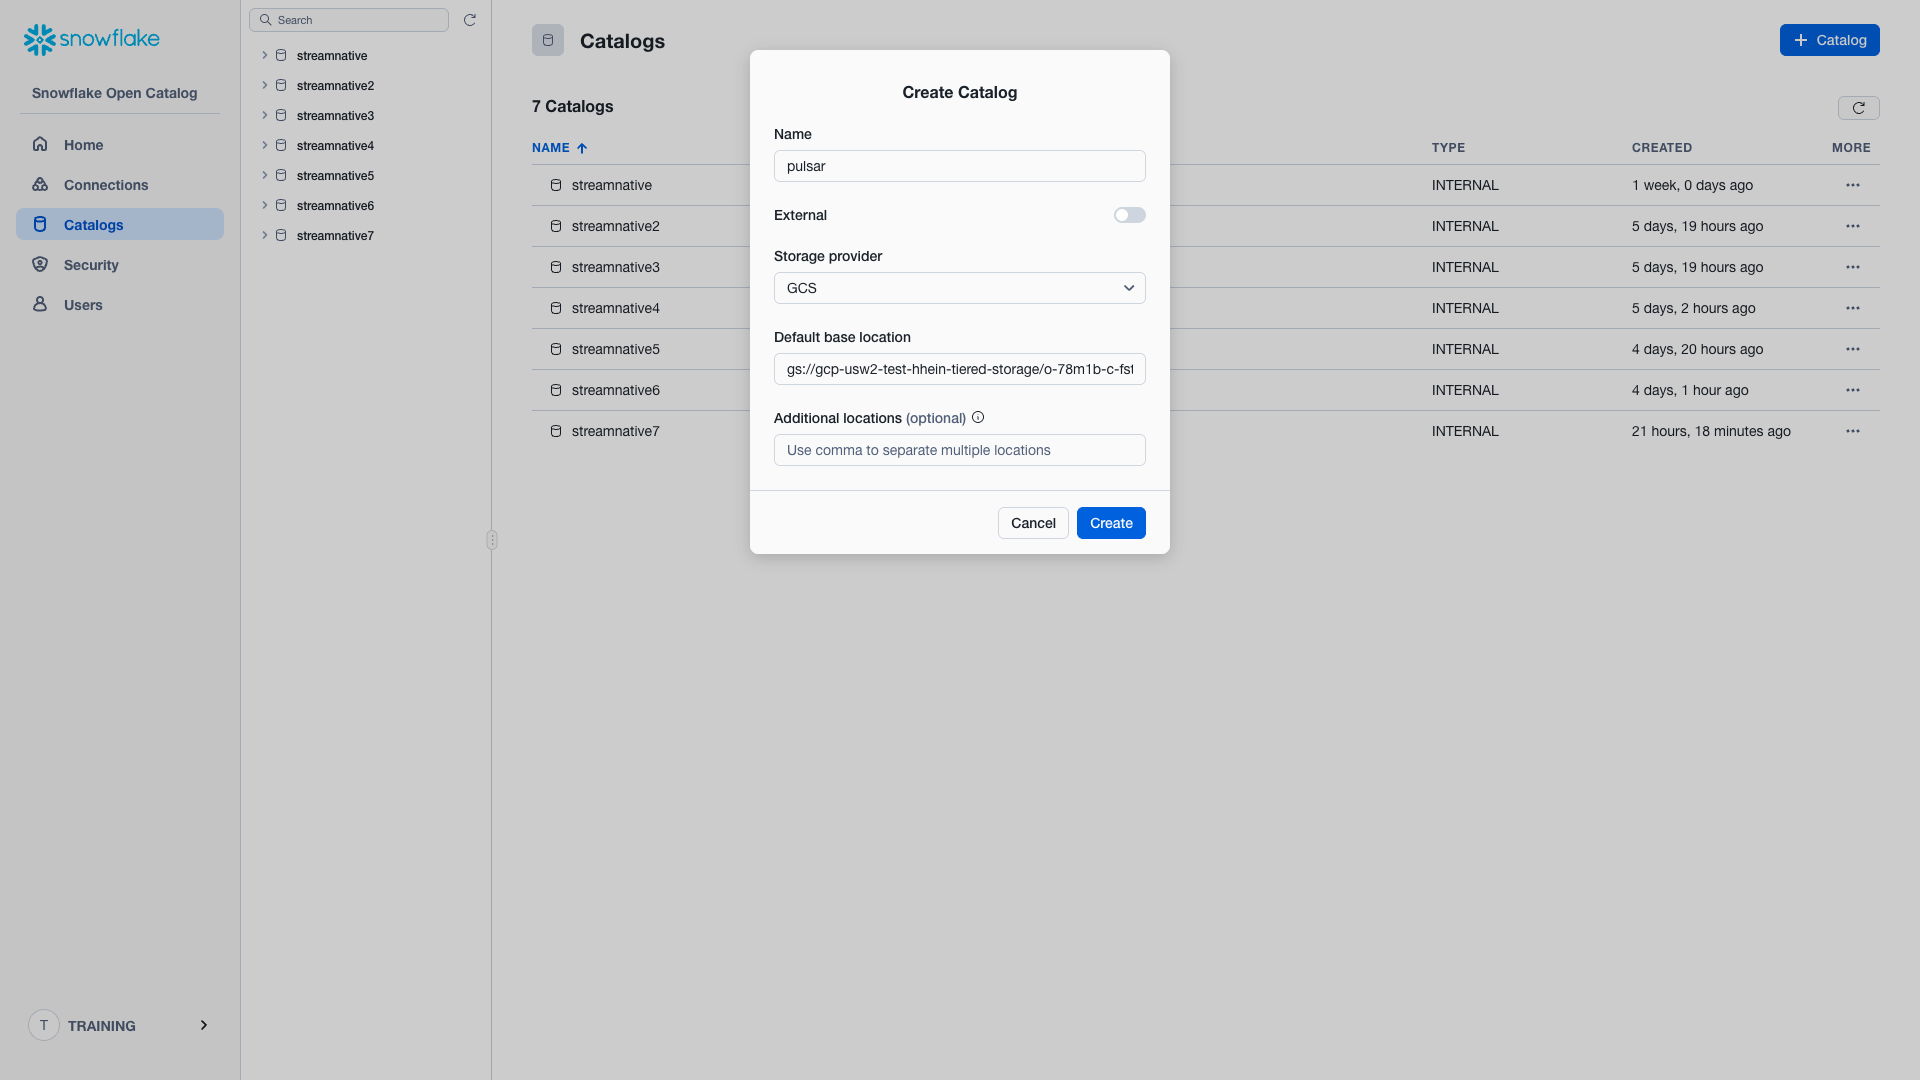 snowflake
Snowflake Open Catalog
Home
Connections
Catalogs
Security
Users
T TRAINING
Search
streamnative
streamnative2
streamnative3
streamnative4
streamnative5
streamnative6
streamnative7
Catalogs
+ Catalog
7 Catalogs
NAME TYPE CREATED MORE
streamnative INTERNAL 1 week, 0 days ago
streamnative2 INTERNAL 5 days, 19 hours ago
streamnative3 INTERNAL 5 days, 19 hours ago
streamnative4 INTERNAL 5 days, 2 hours ago
streamnative5 INTERNAL 4 days, 20 hours ago
streamnative6 INTERNAL 4 days, 1 hour ago
streamnative7 INTERNAL 21 hours, 18 minutes ago
Create Catalog
Name
pulsar
External
Storage provider
GCS
Default base location
gs://gcp-usw2-test-hhein-tiered-storage/o-78m1b-c-fst
Additional locations (optional)
Use comma to separate multiple locations
Cancel Create